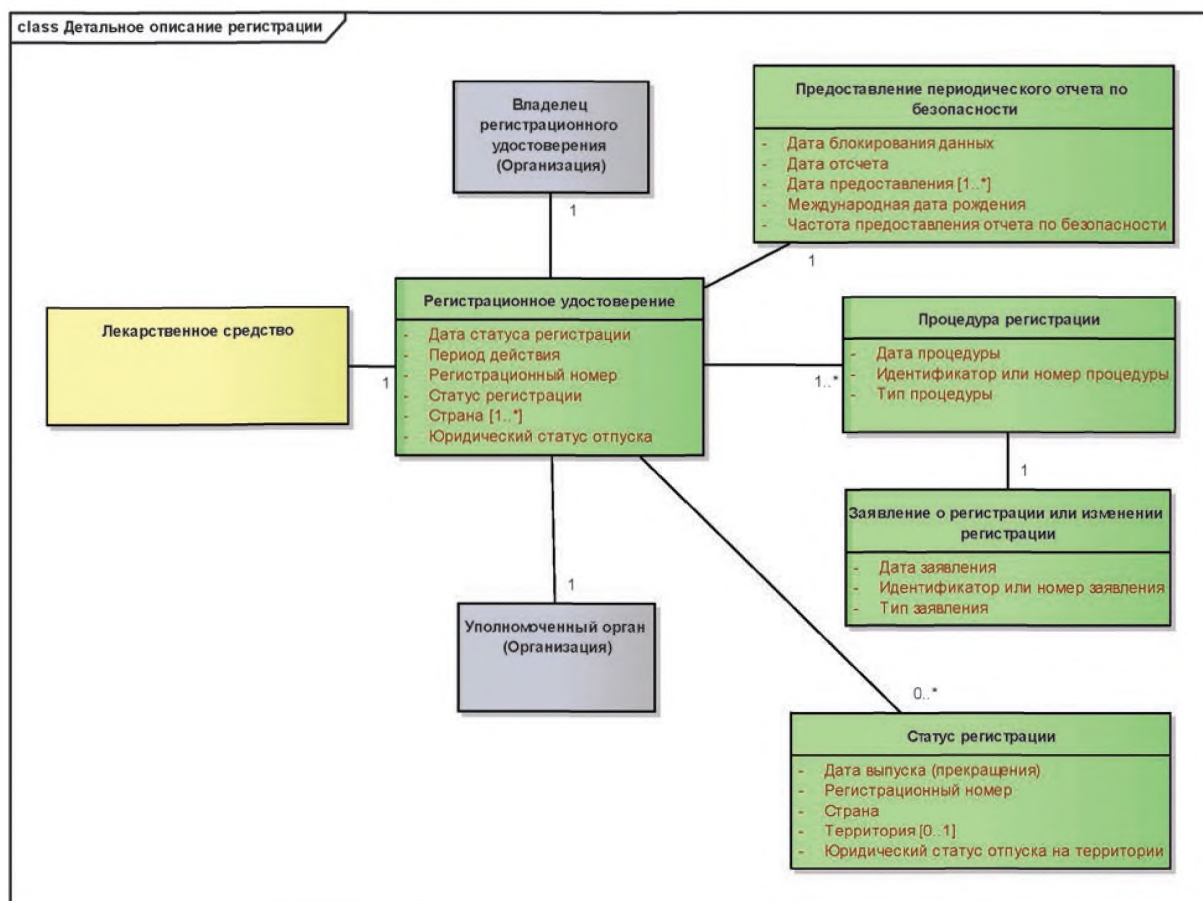 class Детальное описание регистрации
Владелец
регистрационного
удостоверения
(Организация)
1
Предоставление периодического отчета по
безопасности
- Дата блокирования данных
- Дата отсчета
- Дата предоставления [1..*]
- Международная дата рождения
- Частота предоставления отчета по безопасности
1
Лекарственное средство
1
Регистрационное удостоверение
- Дата статуса регистрации
- Период действия
- Регистрационный номер
- Статус регистрации
- Страна [1..*]
- Юридический статус отпуска
Процедура регистрации
- Дата процедуры
- Идентификатор или номер процедуры
- Тип процедуры
1..*
1
Заявление о регистрации или изменении
регистрации
- Дата заявления
- Идентификатор или номер заявления
- Тип заявления
1
Уполномоченный орган
(Организация)
0..*
Статус регистрации
- Дата выпуска (прекращения)
- Регистрационный номер
- Страна
- Территория [0..1]
- Юридический статус отпуска на территории